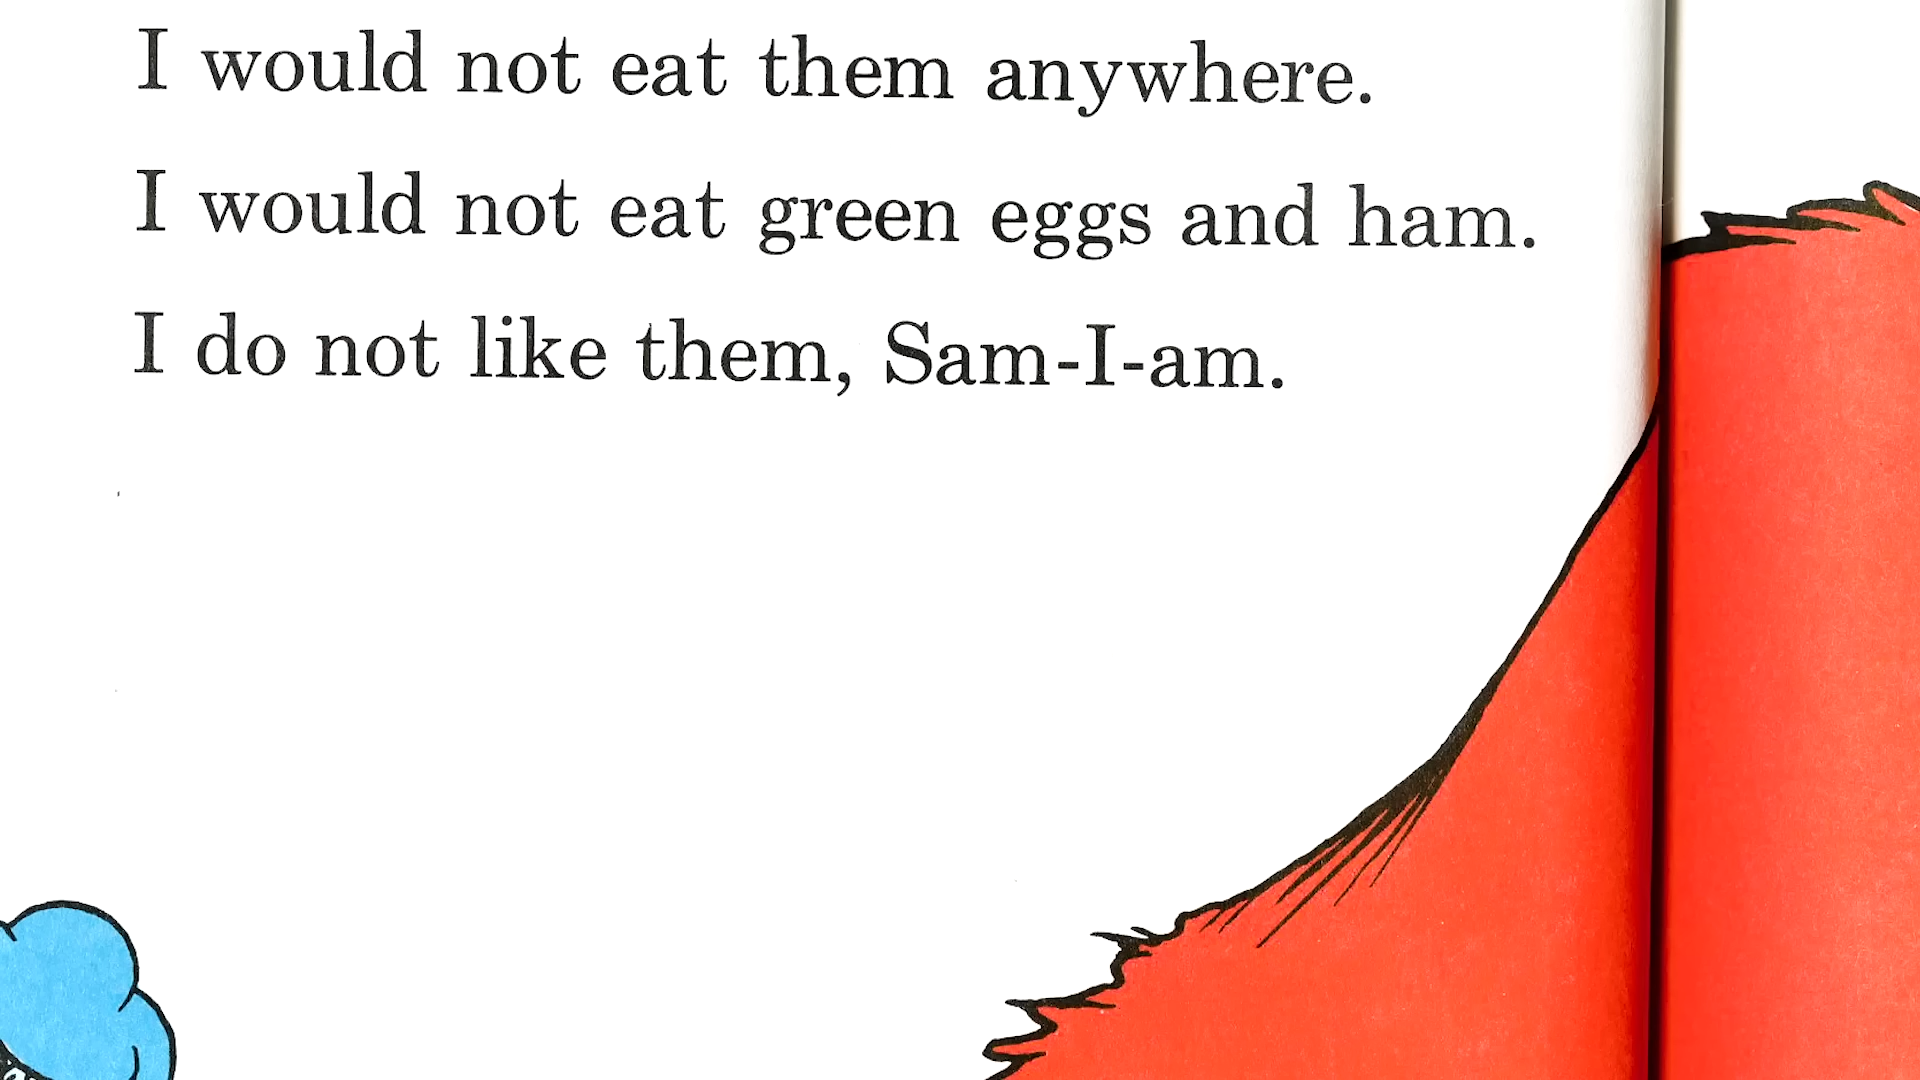 I would not eat them anywhere.
I would not eat green eggs and ham.
I do not like them, Sam-I-am.